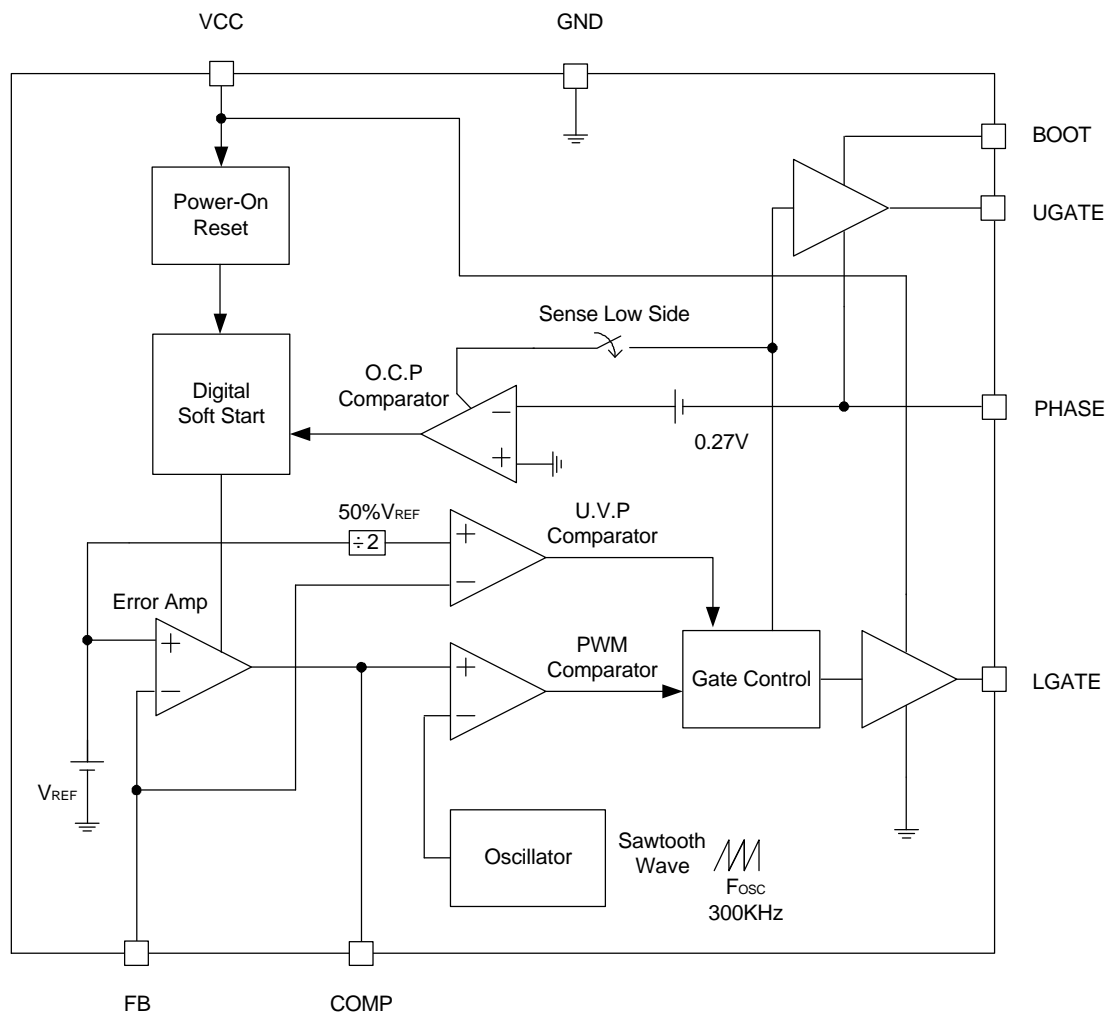 VCC
GND
BOOT
Power-On
Reset
UGATE
Sense Low Side
O.C.P
Comparator
Digital
Soft Start
−
+
0.27V
PHASE
50%VREF
÷2
U.V.P
Comparator
+
−
Error Amp
+
−
PWM
Comparator
+
−
Gate Control
LGATE
VREF
Oscillator
Sawtooth
Wave
FOSC
300KHz
FB
COMP